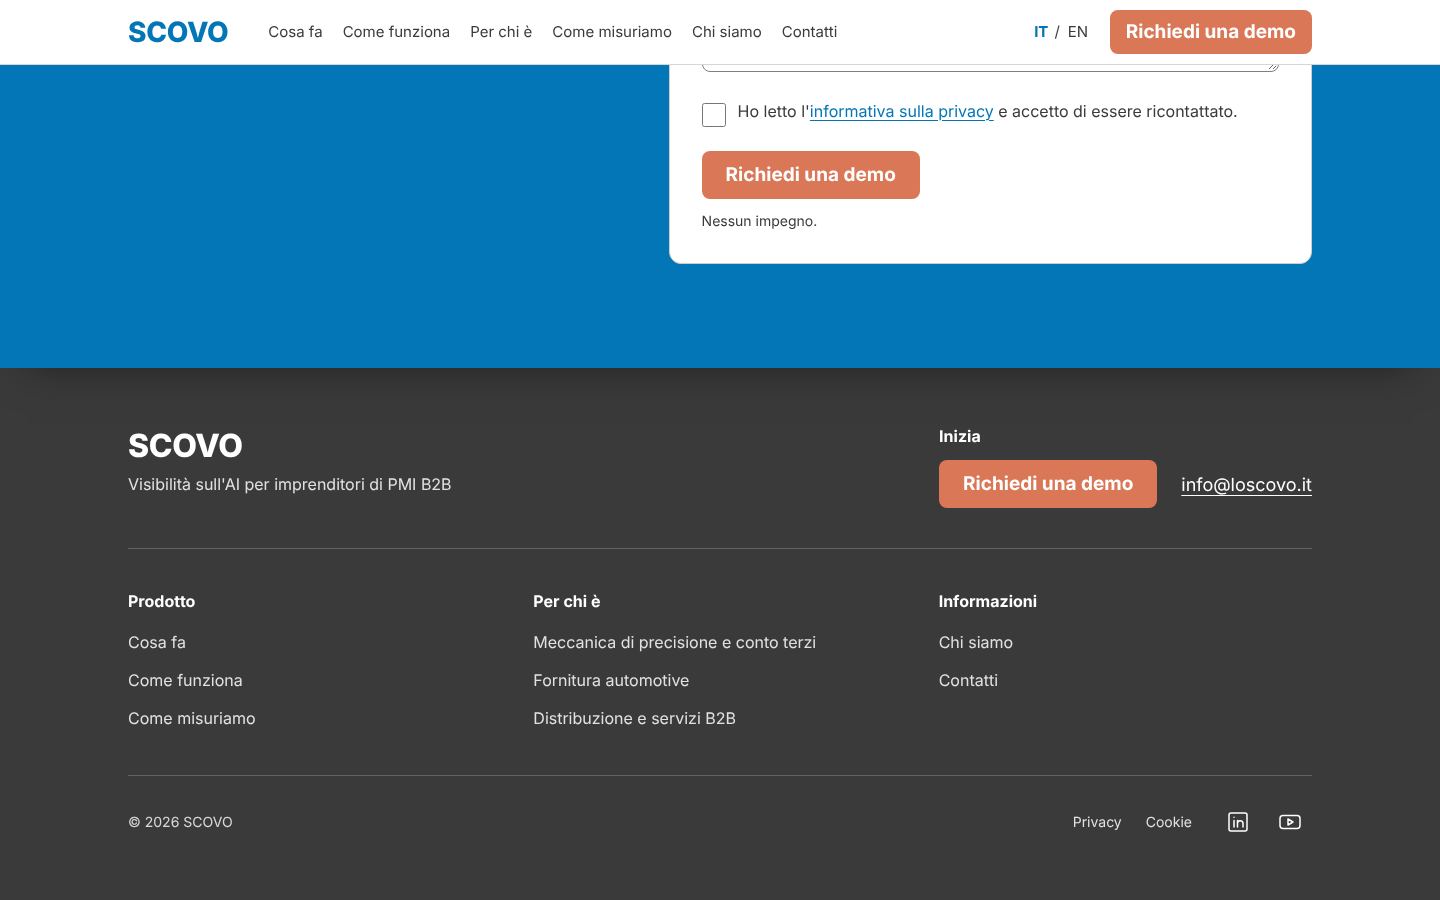 SCOVO
Cosa fa
Come funziona
Per chi è
Come misuriamo
Chi siamo
Contatti
IT / EN
Richiedi una demo
Ho letto l'informativa sulla privacy e accetto di essere ricontattato.
Richiedi una demo
Nessun impegno.
SCOVO
Visibilità sull'AI per imprenditori di PMI B2B
Inizia
Richiedi una demo
info@loscovo.it
Prodotto
Cosa fa
Come funziona
Come misuriamo
Per chi è
Meccanica di precisione e conto terzi
Fornitura automotive
Distribuzione e servizi B2B
Informazioni
Chi siamo
Contatti
© 2026 SCOVO
Privacy
Cookie